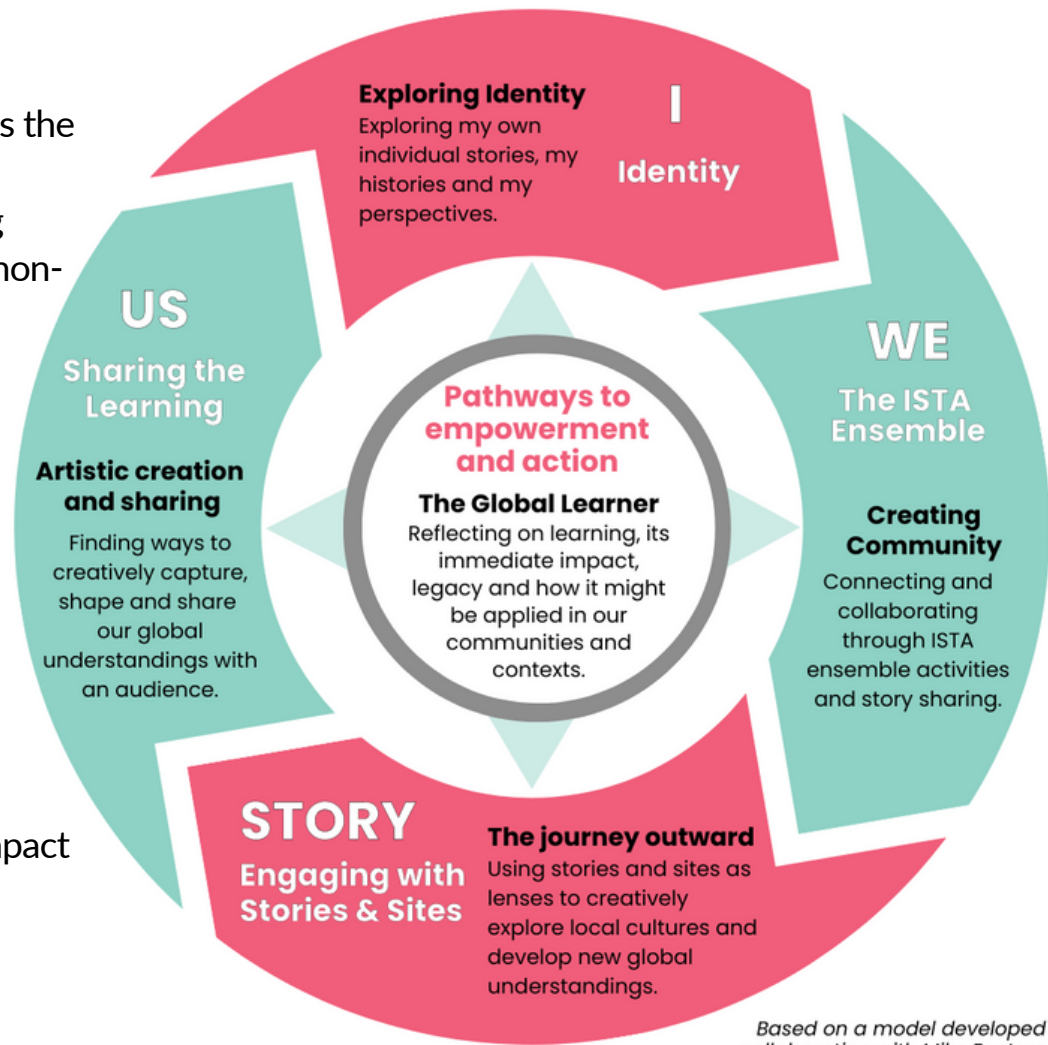 s the
g
non-
npact
Exploring Identity
Exploring my own
individual stories, my
histories and my
perspectives.
I
Identity
WE
The ISTA
Ensemble
Creating
Community
Connecting and
collaborating
through ISTA
ensemble activities
and story sharing.
STORY
Engaging with
Stories & Sites
The journey outward
Using stories and sites as
lenses to creatively
explore local cultures and
develop new global
understandings.
US
Sharing the
Learning
Artistic creation
and sharing
Finding ways to
creatively capture,
shape and share
our global
understandings with
an audience.
Pathways to
empowerment
and action
The Global Learner
Reflecting on learning, its
immediate impact,
legacy and how it might
be applied in our
communities and
contexts.
Based on a model developed